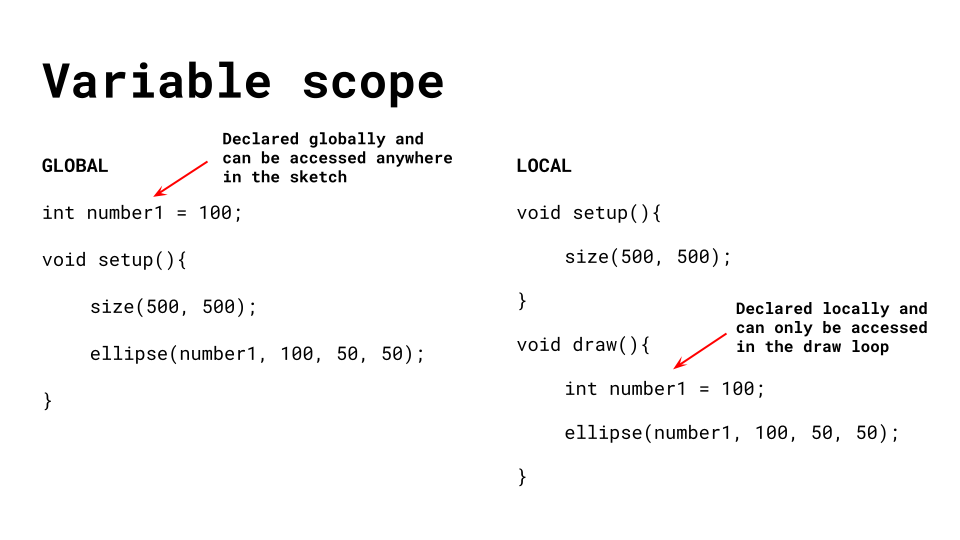 Variable scope
GLOBAL
Declared globally and
can be accessed anywhere
in the sketch
int number1 = 100;
void setup(){
size(500, 500);
ellipse(number1, 100, 50, 50);
}
LOCAL
void setup(){
size(500, 500);
}
Declared locally and
can only be accessed
in the draw loop
void draw(){
int number1 = 100;
ellipse(number1, 100, 50, 50);
}